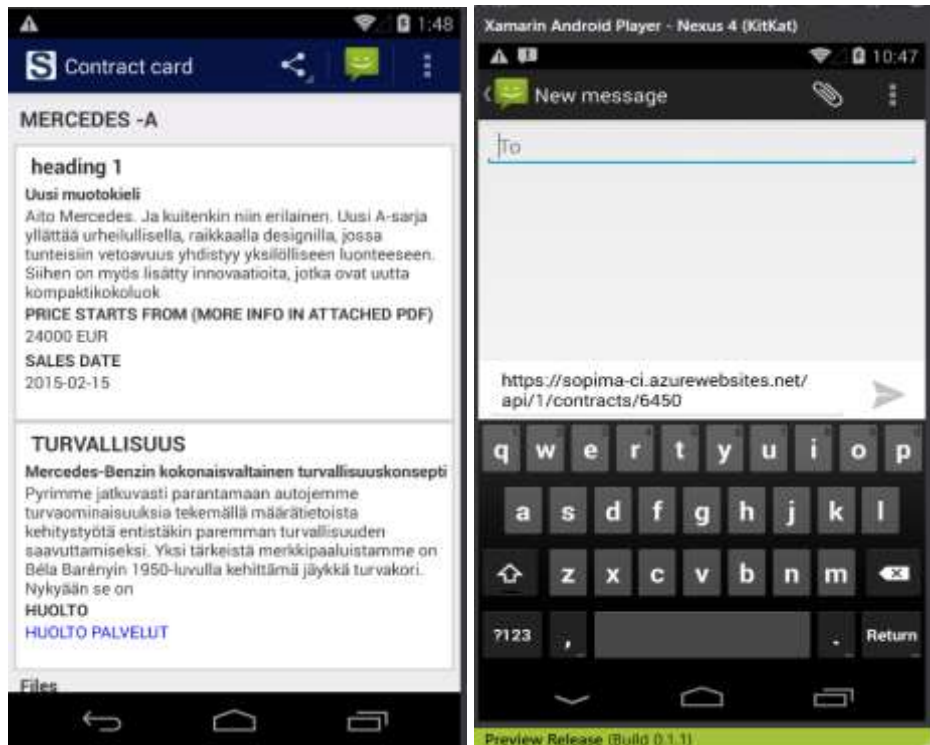 1:48
S Contract card
MERCEDES -A
heading 1
Uusi muotokieli
Aito Mercedes. Ja kuitenkin niin erilainen. Uusi A-sarja
yllättää urheilullisella, raikkaalla designilla, jossa
tunteisiin vetoavuus yhdistyy yksilölliseen luonteeseen.
Siihen on myös lisätty innovaatioita, jotka ovat uutta
kompaktikokoluok
PRICE STARTS FROM (MORE INFO IN ATTACHED PDF)
24000 EUR
SALES DATE
2015-02-15
TURVALLISUUS
Mercedes-Benzin kokonaisvaltainen turvallisuuskonsepti
Pyrimme jatkuvasti parantamaan autojemme
turvaominaisuuksia tekemällä määrätietoista
kehitystyötä entistäkin paremman turvallisuuden
saavuttamiseksi. Yksi tärkeistä merkkipaaluistamme on
Béla Barényin 1950-luvulla kehittämä jäykkä turvakori.
Nykyään se on
HUOLTO
HUOLTO PALVELUT
Files
Xamarin Android Player - Nexus 4 (KitKat)
10:47
New message
To
https://sopima-ci.azurewebsites.net/
api/1/contracts/6450
q w e r t y u i o p
a s d f g h j k l
z x c v b n m
?123 , . Return
Preview Release (Build 0.1.1)